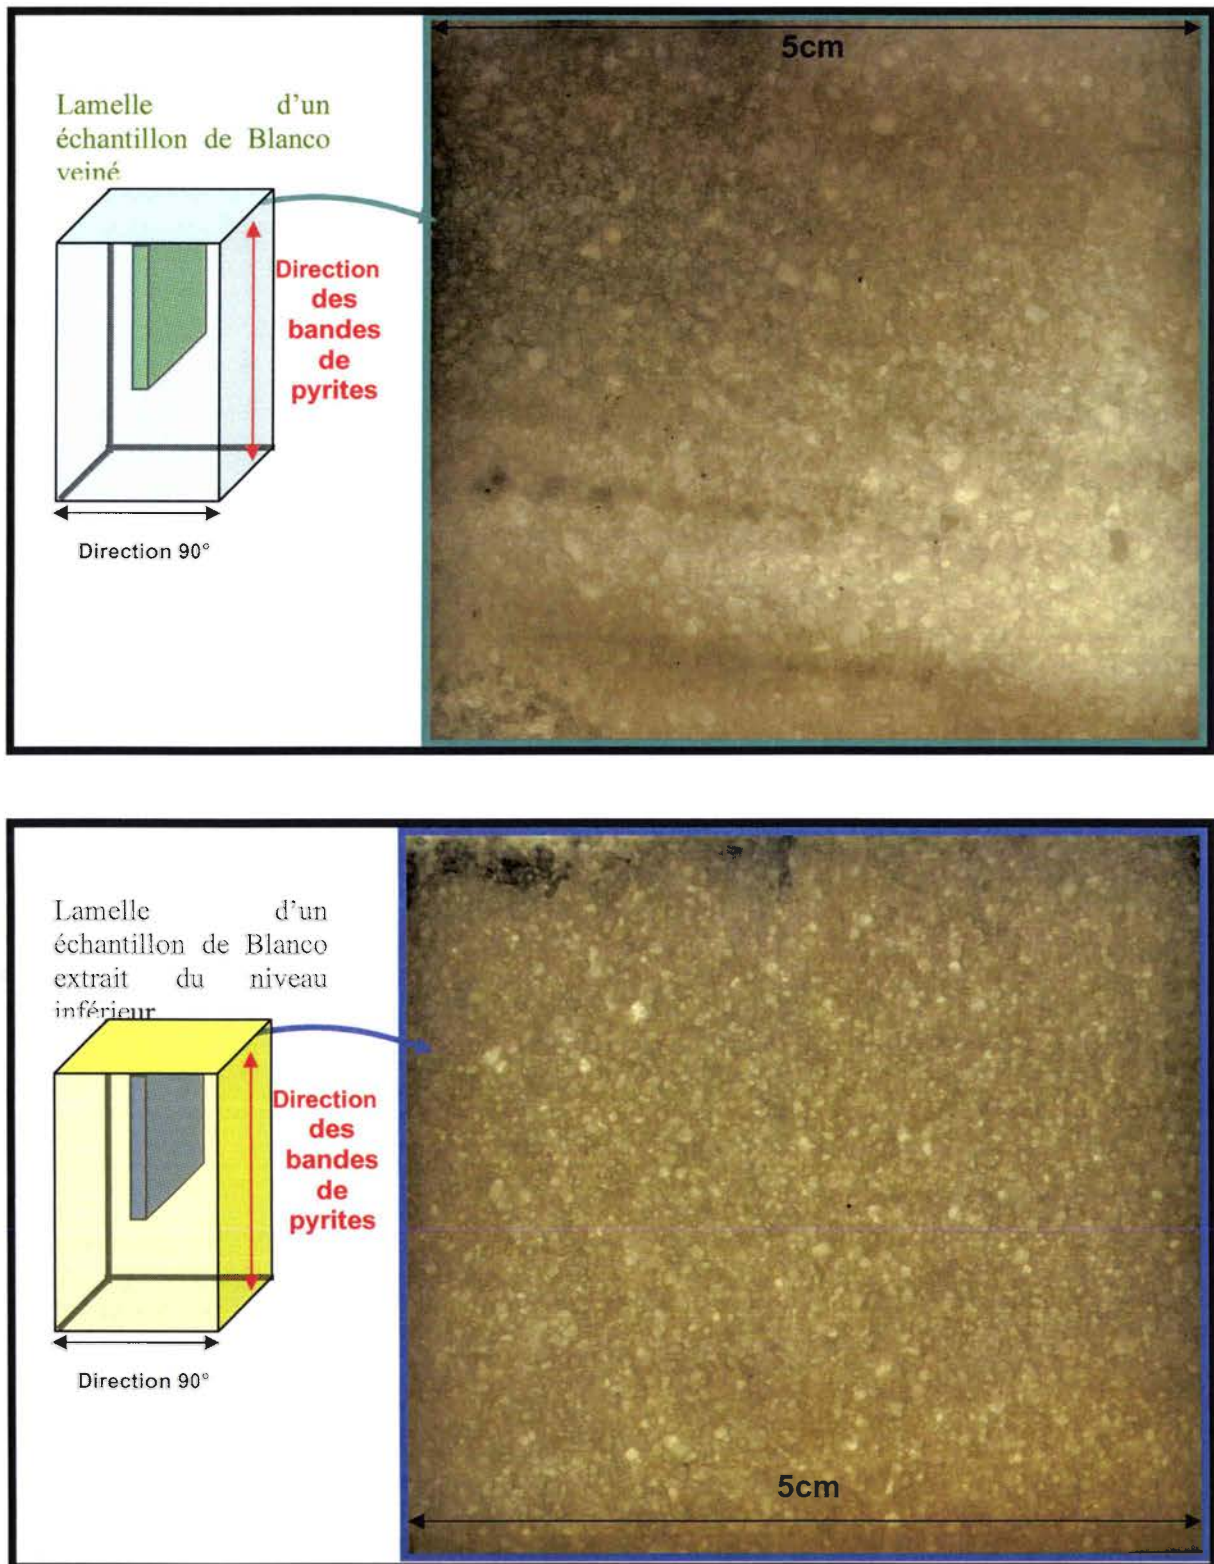 5cm
Lamelle d'un
échantillon de Blanco
veiné
Direction
des
bandes
de
pyrites
Direction 90°
Lamelle d'un
échantillon de Blanco
extrait du niveau
inférieur
Direction
des
bandes
de
pyrites
Direction 90°
5cm